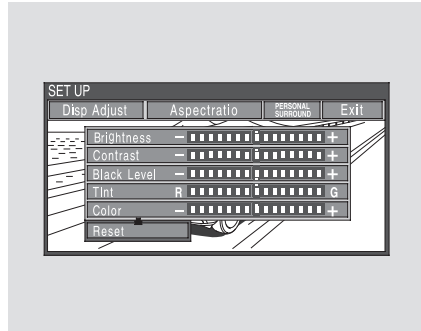 SET UP
Disp Adjust Aspectratio PERSONAL SURROUND Exit
Brightness − +
Contrast − +
Black Level − +
TInt R G
Color − +
Reset